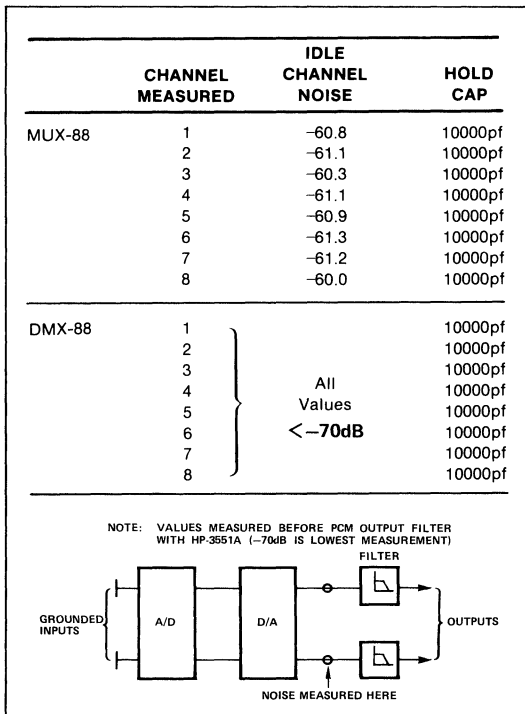 CHANNEL MEASURED IDLE CHANNEL NOISE HOLD CAP
MUX-88 1 −60.8 10000pf
2 −61.1 10000pf
3 −60.3 10000pf
4 −61.1 10000pf
5 −60.9 10000pf
6 −61.3 10000pf
7 −61.2 10000pf
8 −60.0 10000pf
DMX-88 1 10000pf
2 10000pf
3 10000pf
4 All 10000pf
5 Values 10000pf
6 <−70dB 10000pf
7 10000pf
8 10000pf
NOTE: VALUES MEASURED BEFORE PCM OUTPUT FILTER
WITH HP-3551A (−70dB IS LOWEST MEASUREMENT)
FILTER
GROUNDED INPUTS
A/D
D/A
OUTPUTS
NOISE MEASURED HERE